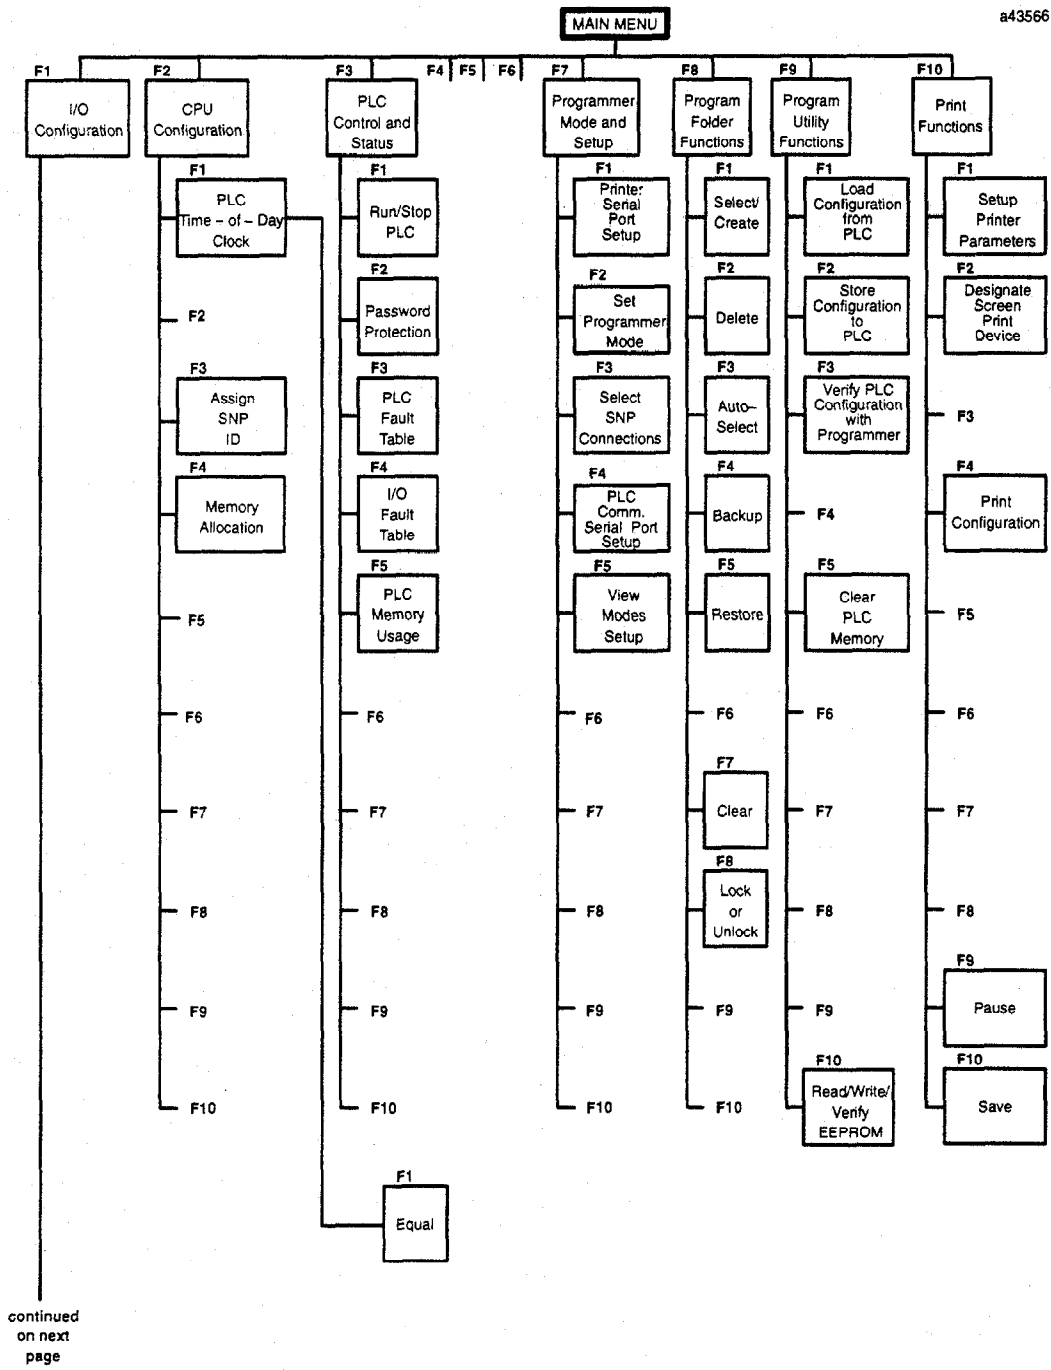 a43566
MAIN MENU
F1
I/O
Configuration
F2
CPU
Configuration
F3
PLC
Control and
Status
F4
F5
F6
F7
Programmer
Mode and
Setup
F8
Program
Folder
Functions
F9
Program
Utility
Functions
F10
Print
Functions
F1
PLC
Time – of – Day
Clock
F2
F3
Assign
SNP
ID
F4
Memory
Allocation
F5
F6
F7
F8
F9
F10
F1
Run/Stop
PLC
F2
Password
Protection
F3
PLC
Fault
Table
F4
I/O
Fault
Table
F5
PLC
Memory
Usage
F6
F7
F8
F9
F10
F1
Equal
F1
Printer
Serial
Port
Setup
F2
Set
Programmer
Mode
F3
Select
SNP
Connections
F4
PLC
Comm.
Serial Port
Setup
F5
View
Modes
Setup
F6
F7
F8
F9
F10
F1
Select/
Create
F2
Delete
F3
Auto–
Select
F4
Backup
F5
Restore
F6
F7
Clear
F8
Lock
or
Unlock
F9
F10
F1
Load
Configuration
from
PLC
F2
Store
Configuration
to
PLC
F3
Verify PLC
Configuration
with
Programmer
F4
F5
Clear
PLC
Memory
F6
F7
F8
F9
F10
Read/Write/
Verify
EEPROM
F1
Setup
Printer
Parameters
F2
Designate
Screen
Print
Device
F3
F4
Print
Configuration
F5
F6
F7
F8
F9
Pause
F10
Save
continued
on next
page